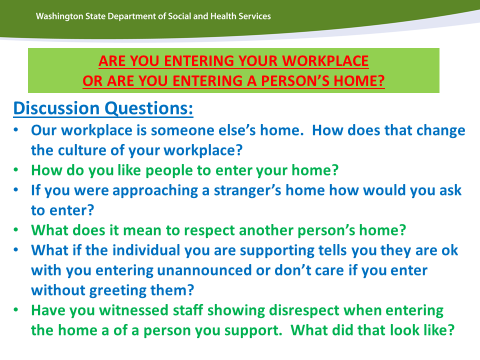 Washington State Department of Social and Health Services
ARE YOU ENTERING YOUR WORKPLACE
OR ARE YOU ENTERING A PERSON'S HOME?
Discussion Questions:
• Our workplace is someone else's home.  How does that change
the culture of your workplace?
• How do you like people to enter your home?
• If you were approaching a stranger's home how would you ask
to enter?
• What does it mean to respect another person's home?
• What if the individual you are supporting tells you they are ok
with you entering unannounced or don't care if you enter
without greeting them?
• Have you witnessed staff showing disrespect when entering
the home a of a person you support.  What did that look like?